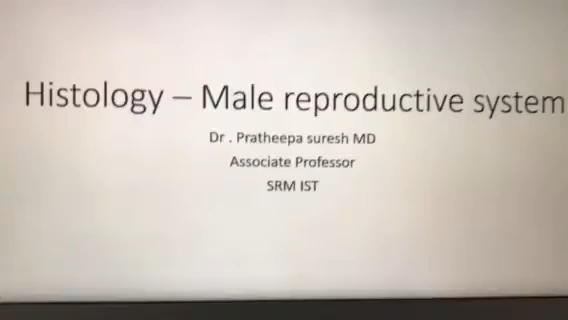 Histology – Male reproductive system
Dr . Pratheepa suresh MD
Associate Professor
SRM IST